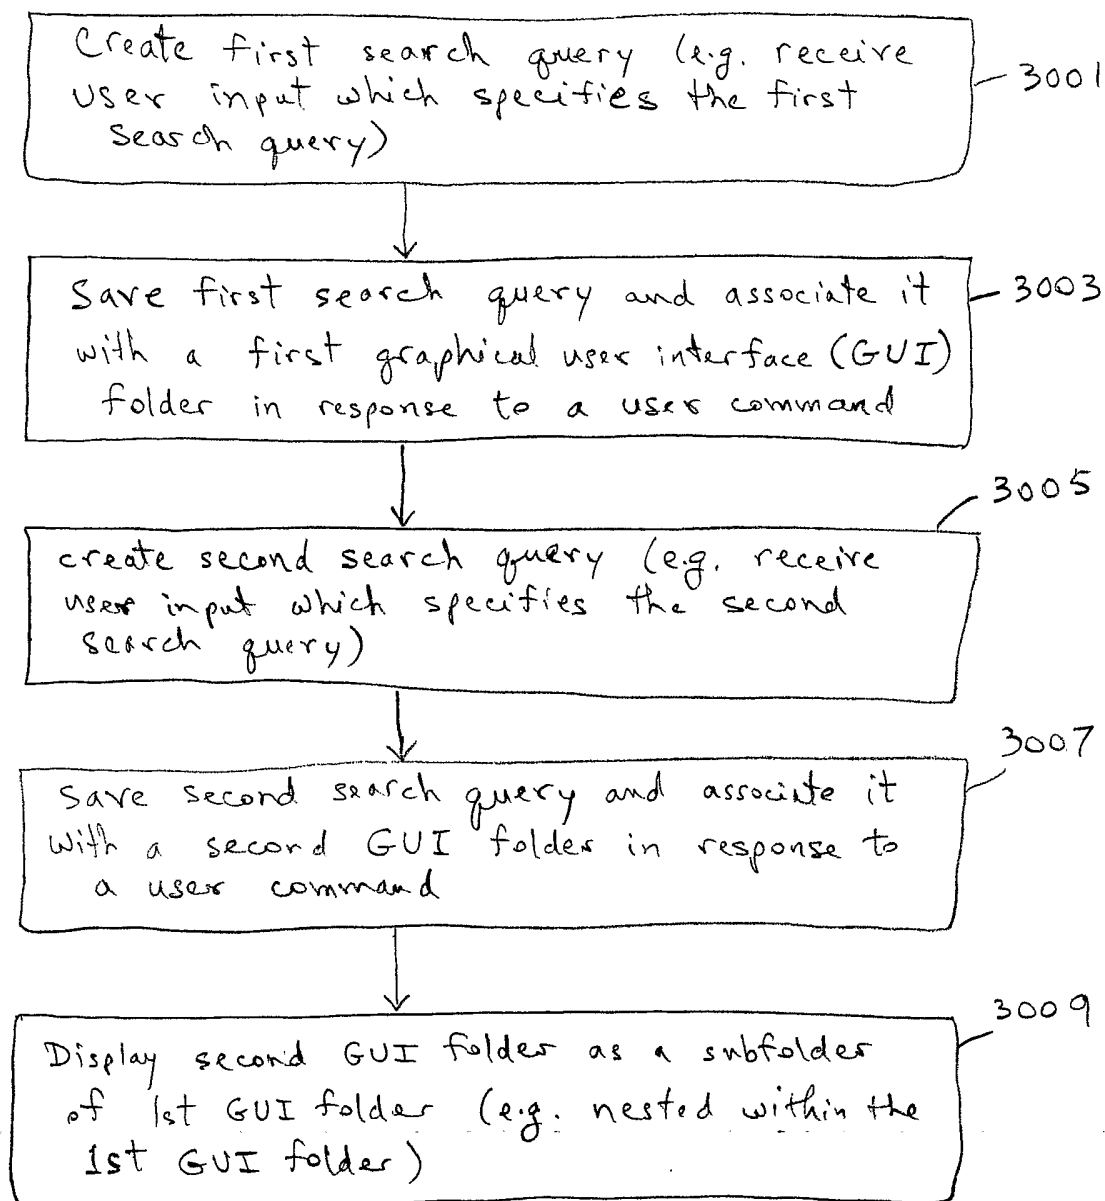 Create first search query (e.g. receive
user input which specifies the first
search query)
3001
Save first search query and associate it
with a first graphical user interface (GUI)
folder in response to a user command
3003
create second search query (e.g. receive
user input which specifies the second
search query)
3005
Save second search query and associate it
with a second GUI folder in response to
a user command
3007
Display second GUI folder as a subfolder
of 1st GUI folder (e.g. nested within the
1st GUI folder)
3009